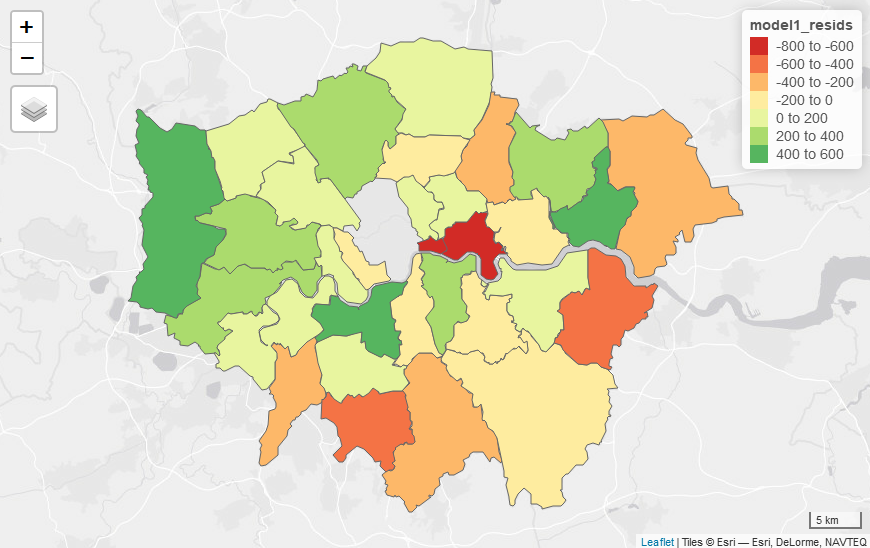 +
−
model1_resids
-800 to -600
-600 to -400
-400 to -200
-200 to 0
0 to 200
200 to 400
400 to 600
5 km
Leaflet | Tiles © Esri — Esri, DeLorme, NAVTEQ